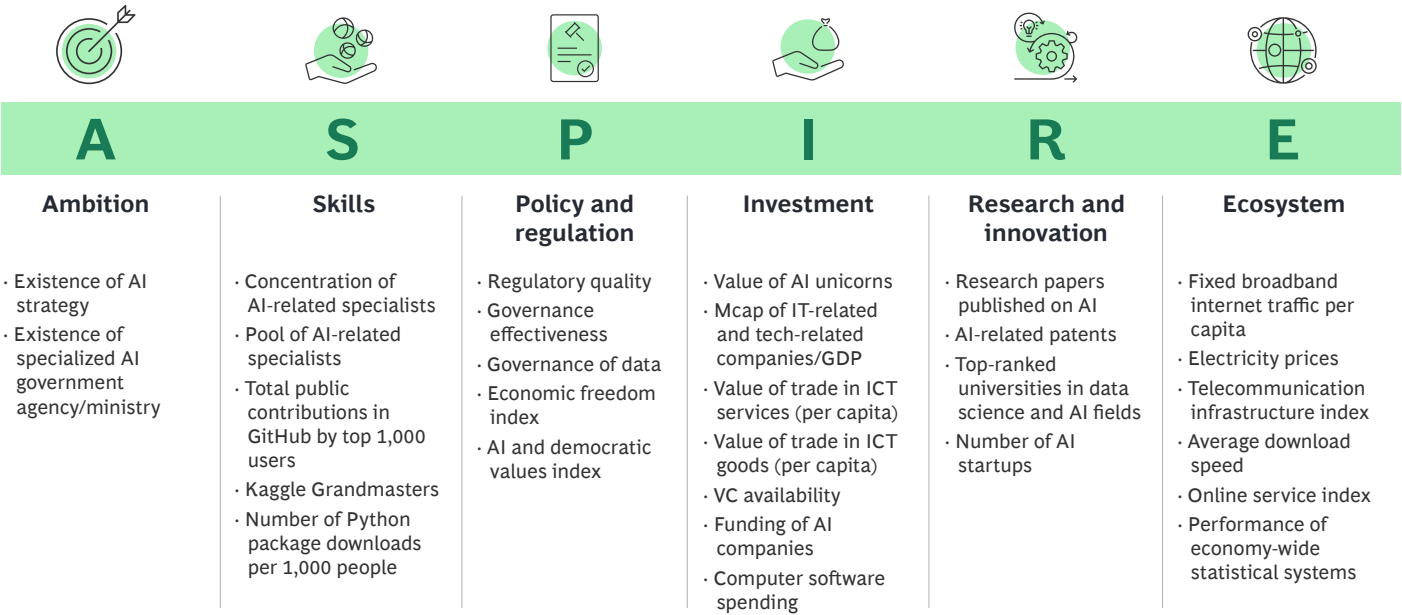 A
S
P
I
R
E
Ambition
· Existence of AI
strategy
· Existence of
specialized AI
government
agency/ministry
Skills
· Concentration of
AI-related specialists
· Pool of AI-related
specialists
· Total public
contributions in
GitHub by top 1,000
users
· Kaggle Grandmasters
· Number of Python
package downloads
per 1,000 people
Policy and
regulation
· Regulatory quality
· Governance
effectiveness
· Governance of data
· Economic freedom
index
· AI and democratic
values index
Investment
· Value of AI unicorns
· Mcap of IT-related
and tech-related
companies/GDP
· Value of trade in ICT
services (per capita)
· Value of trade in ICT
goods (per capita)
· VC availability
· Funding of AI
companies
· Computer software
spending
Research and
innovation
· Research papers
published on AI
· AI-related patents
· Top-ranked
universities in data
science and AI fields
· Number of AI
startups
Ecosystem
· Fixed broadband
internet traffic per
capita
· Electricity prices
· Telecommunication
infrastructure index
· Average download
speed
· Online service index
· Performance of
economy-wide
statistical systems